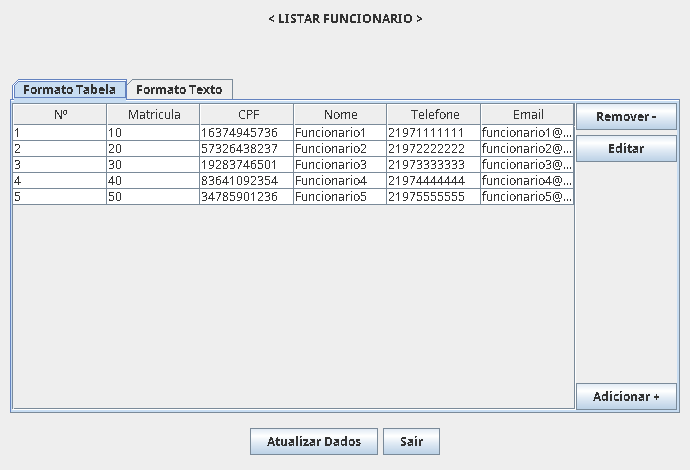 < LISTAR FUNCIONARIO >
Formato Tabela Formato Texto
Nº Matricula CPF Nome Telefone Email Remover -
1 10 16374945736 Funcionario1 21971111111 funcionario1@...
2 20 57326438237 Funcionario2 21972222222 funcionario2@... Editar
3 30 19283746501 Funcionario3 21973333333 funcionario3@...
4 40 83641092354 Funcionario4 21974444444 funcionario4@...
5 50 34785901236 Funcionario5 21975555555 funcionario5@...
Adicionar +
Atualizar Dados Sair